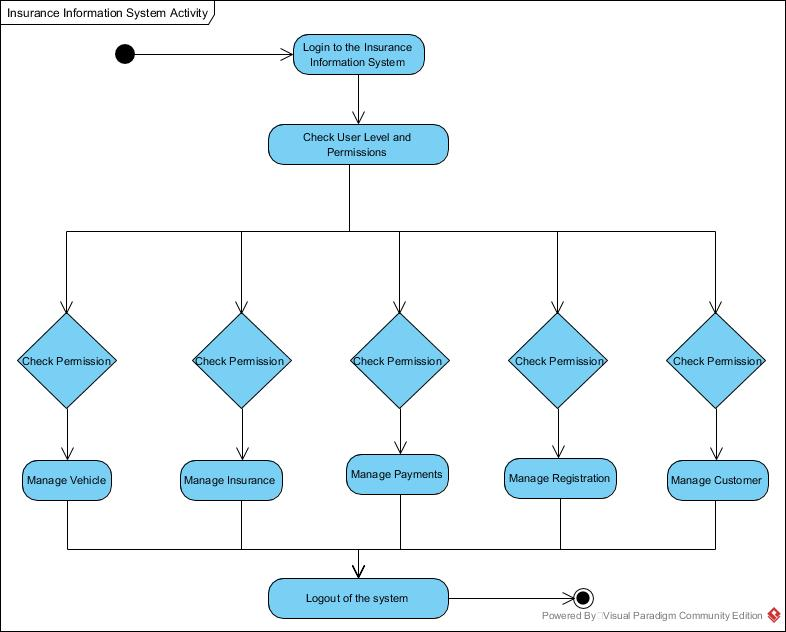 Insurance Information System Activity
Login to the Insurance
Information System
Check User Level and
Permissions
Check Permission
Check Permission
Check Permission
Check Permission
Check Permission
Manage Vehicle
Manage Insurance
Manage Payments
Manage Registration
Manage Customer
Logout of the system
Powered By Visual Paradigm Community Edition